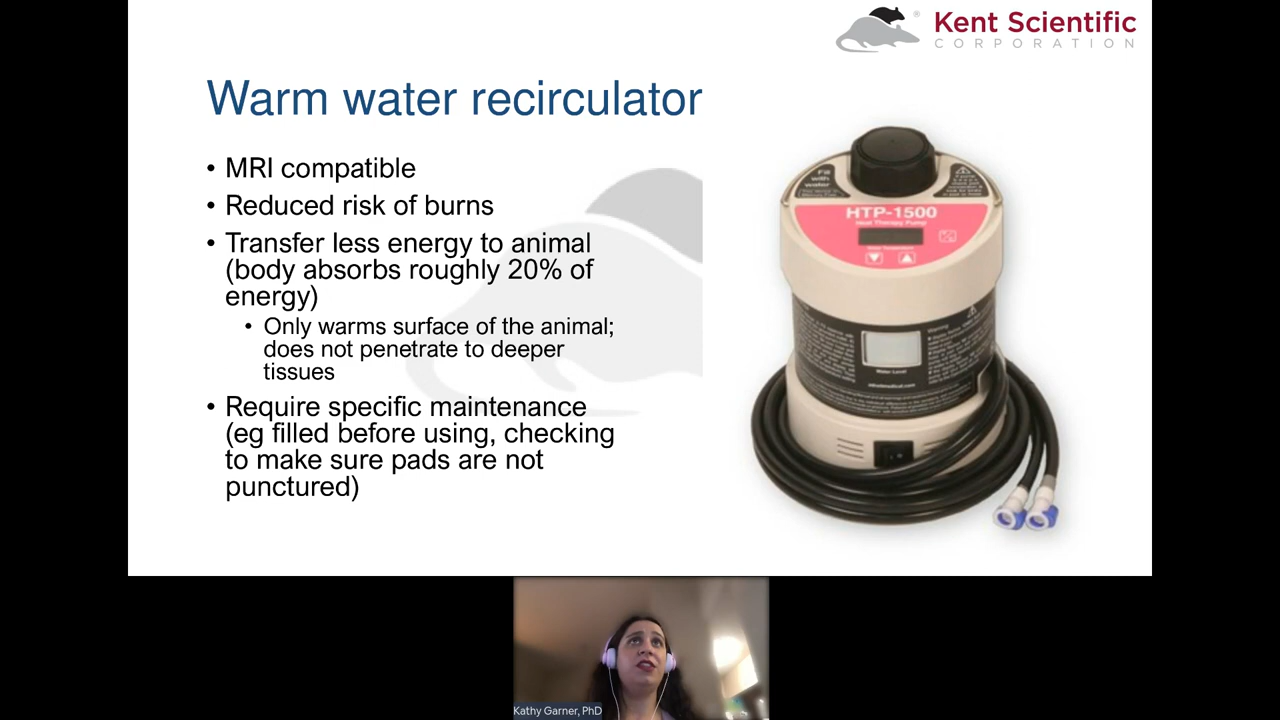 Kent Scientific
CORPORATION
Warm water recirculator
• MRI compatible
• Reduced risk of burns
• Transfer less energy to animal
(body absorbs roughly 20% of
energy)
• Only warms surface of the animal;
does not penetrate to deeper
tissues
• Require specific maintenance
(eg filled before using, checking
to make sure pads are not
punctured)
Fill
with
water
HTP-1500
Heat Therapy Pump
Warning
Water Level
Kathy Garner, PhD